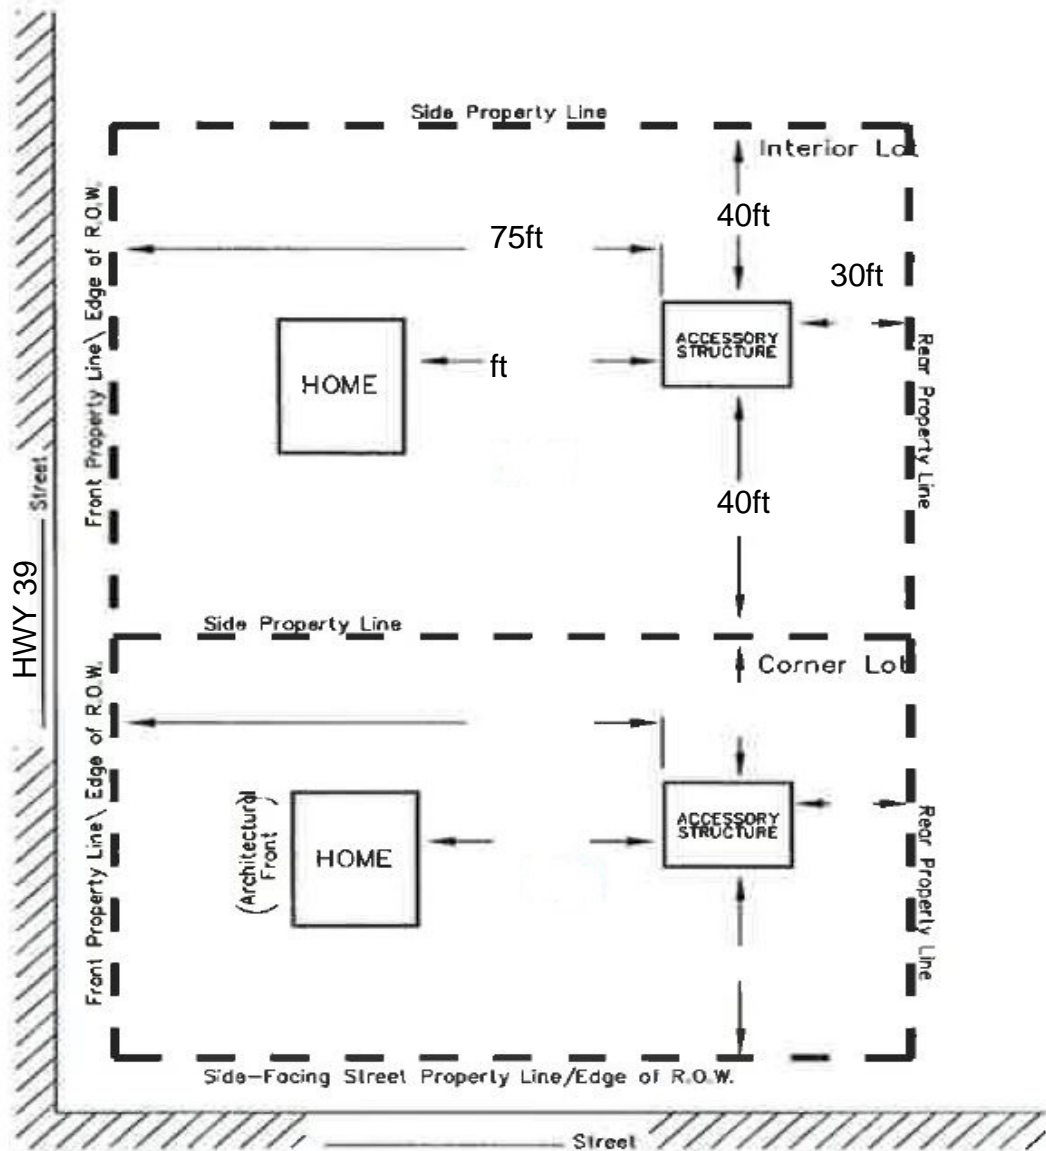 Side Property Line
Interior Lot
40ft
75ft
30ft
Front Property Line\ Edge of R.O.W.
ACCESSORY
STRUCTURE
HOME
ft
Rear Property Line
40ft
Street
HWY 39
Side Property Line
Corner Lot
Front Property Line\ Edge of R.O.W.
(Architectural
Front)
HOME
ACCESSORY
STRUCTURE
Rear Property Line
Side-Facing Street Property Line/Edge of R.O.W.
Street